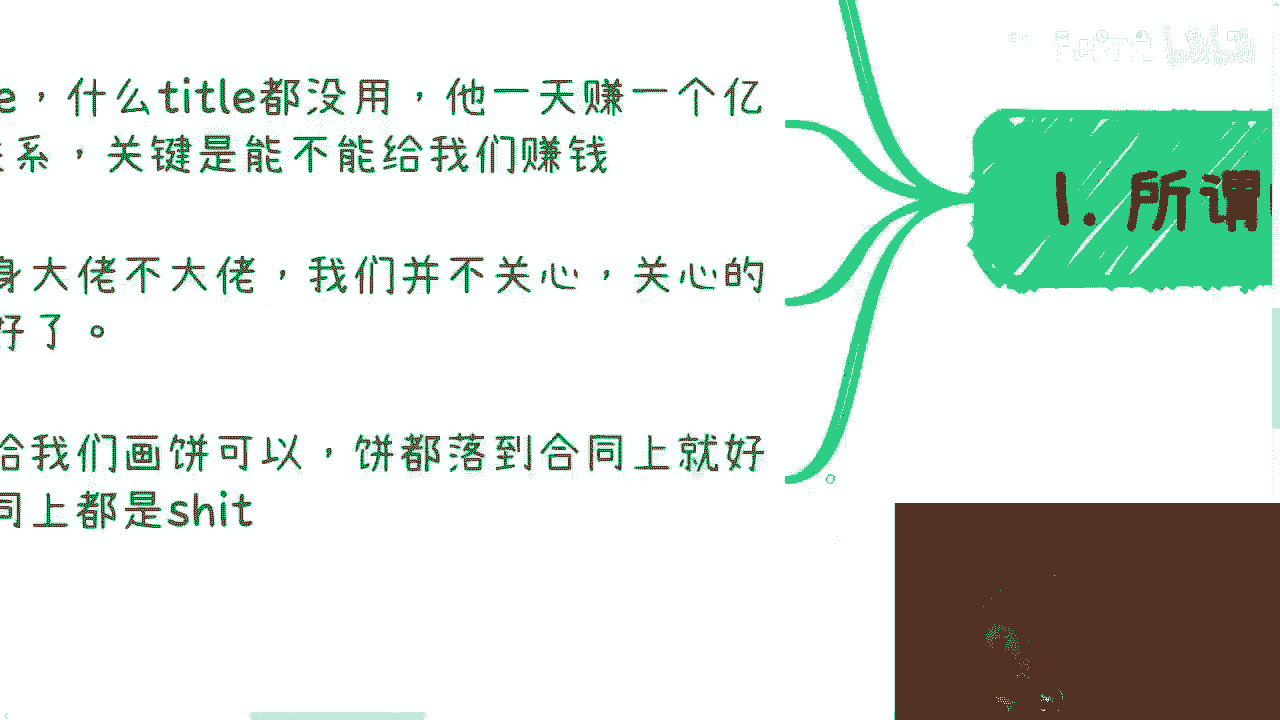 e，什么title都没用，他一天赚一个亿
系，关键是能不能给我们赚钱
身大佬不大佬，我们并不关心，关心的
好了。
给我们画饼可以，饼都落到合同上就好
同上都是shit
1. 所谓